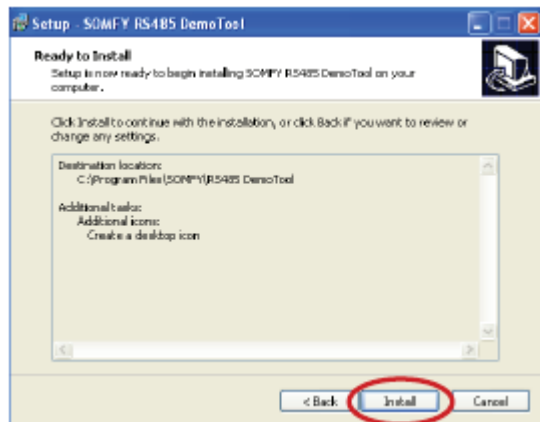 Setup - SOMFY RS485 DemoTool
Ready to Install
Setup is now ready to begin installing SOMFY RS485 DemoTool on your
computer.
Click Install to continue with the installation, or click Back if you want to review or
change any settings.
Destination location:
C:\Program Files\SOMFY\RS485 DemoTool
Additional tasks:
Additional icons:
Create a desktop icon
< Back
Install
Cancel